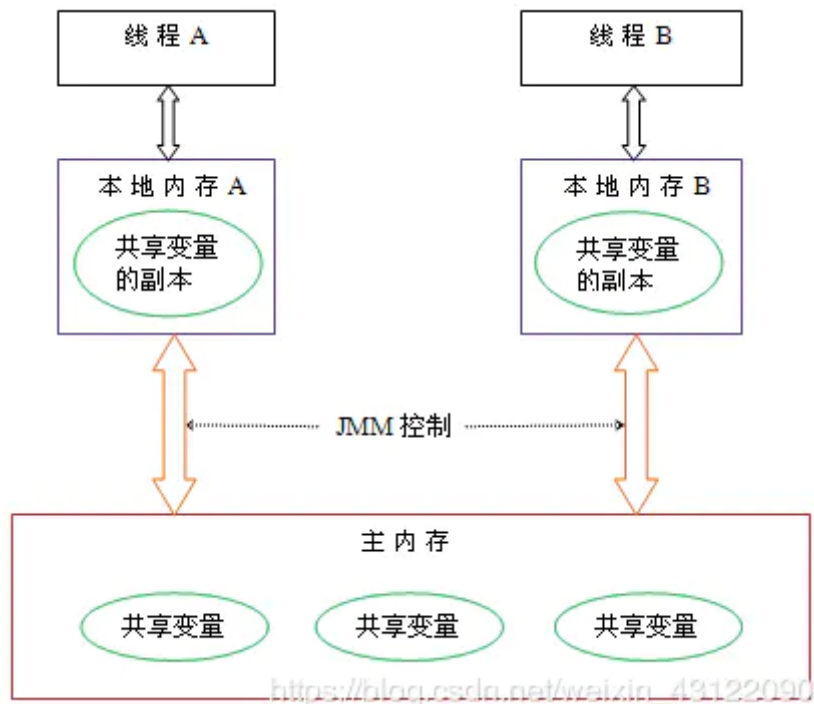 线程 A
线程 B
本地内存 A
本地内存 B
共享变量
的副本
共享变量
的副本
JMM 控制
主内存
共享变量
共享变量
共享变量
https://blog.csdn.net/weixin_43122090